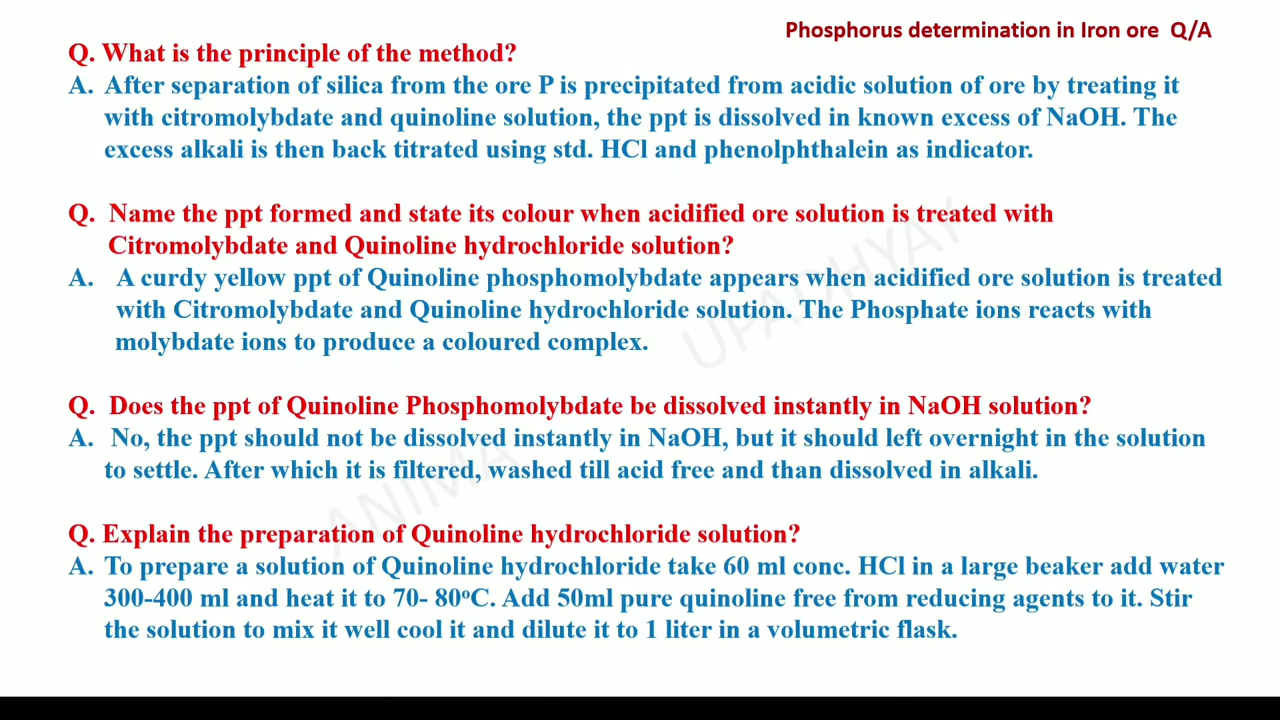 Phosphorus determination in Iron ore Q/A
Q. What is the principle of the method?
A. After separation of silica from the ore P is precipitated from acidic solution of ore by treating it
with citromolybdate and quinoline solution, the ppt is dissolved in known excess of NaOH. The
excess alkali is then back titrated using std. HCl and phenolphthalein as indicator.
Q. Name the ppt formed and state its colour when acidified ore solution is treated with
Citromolybdate and Quinoline hydrochloride solution?
A. A curdy yellow ppt of Quinoline phosphomolybdate appears when acidified ore solution is treated
with Citromolybdate and Quinoline hydrochloride solution. The Phosphate ions reacts with
molybdate ions to produce a coloured complex.
Q. Does the ppt of Quinoline Phosphomolybdate be dissolved instantly in NaOH solution?
A. No, the ppt should not be dissolved instantly in NaOH, but it should left overnight in the solution
to settle. After which it is filtered, washed till acid free and than dissolved in alkali.
Q. Explain the preparation of Quinoline hydrochloride solution?
A. To prepare a solution of Quinoline hydrochloride take 60 ml conc. HCl in a large beaker add water
300-400 ml and heat it to 70- 80°C. Add 50ml pure quinoline free from reducing agents to it. Stir
the solution to mix it well cool it and dilute it to 1 liter in a volumetric flask.
ANIMA UPADHYAY